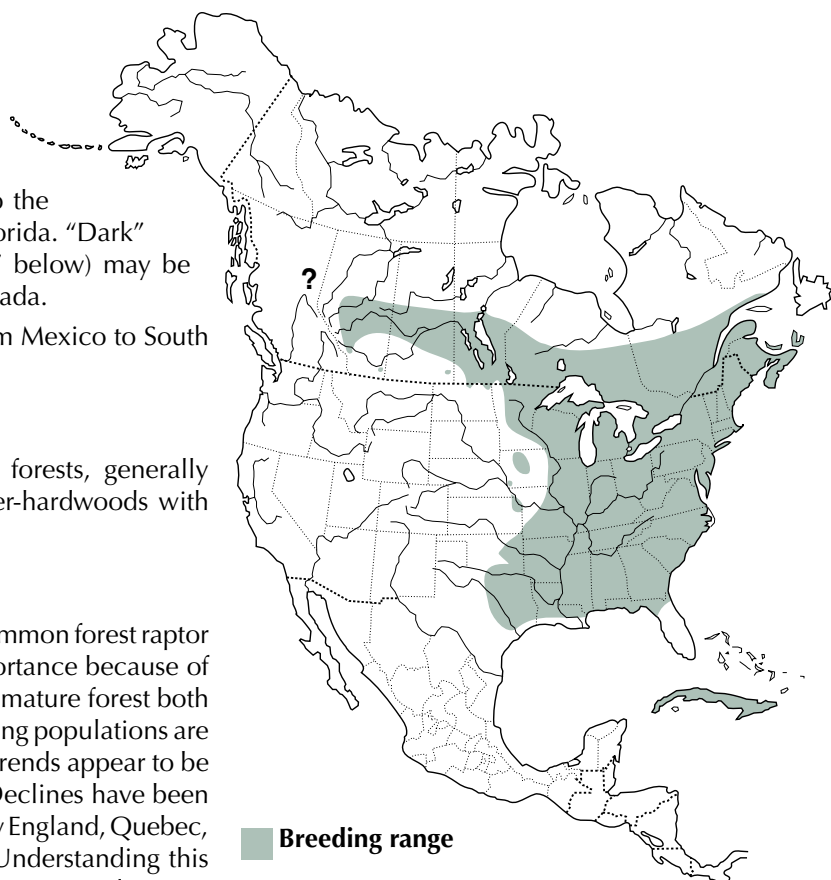 the
orida. “Dark”
below) may be
ada.
m Mexico to South
forests, generally
er-hardwoods with
mmon forest raptor
ortance because of
mature forest both
ng populations are
rends appear to be
Declines have been
England, Quebec,
Understanding this
?
Breeding range